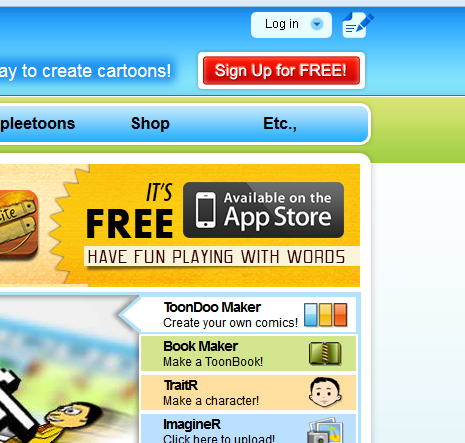 Log in
ay to create cartoons!
Sign Up for FREE!
pleetoons Shop Etc.,
IT'S
FREE
Available on the
App Store
HAVE FUN PLAYING WITH WORDS
ToonDoo Maker
Create your own comics!
Book Maker
Make a ToonBook!
TraitR
Make a character!
ImagineR
Click here to upload!